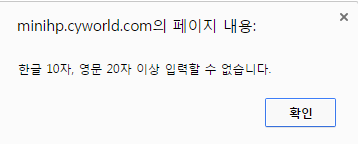 minihp.cyworld.com의 페이지 내용:
한글 10자, 영문 20자 이상 입력할 수 없습니다.
확인